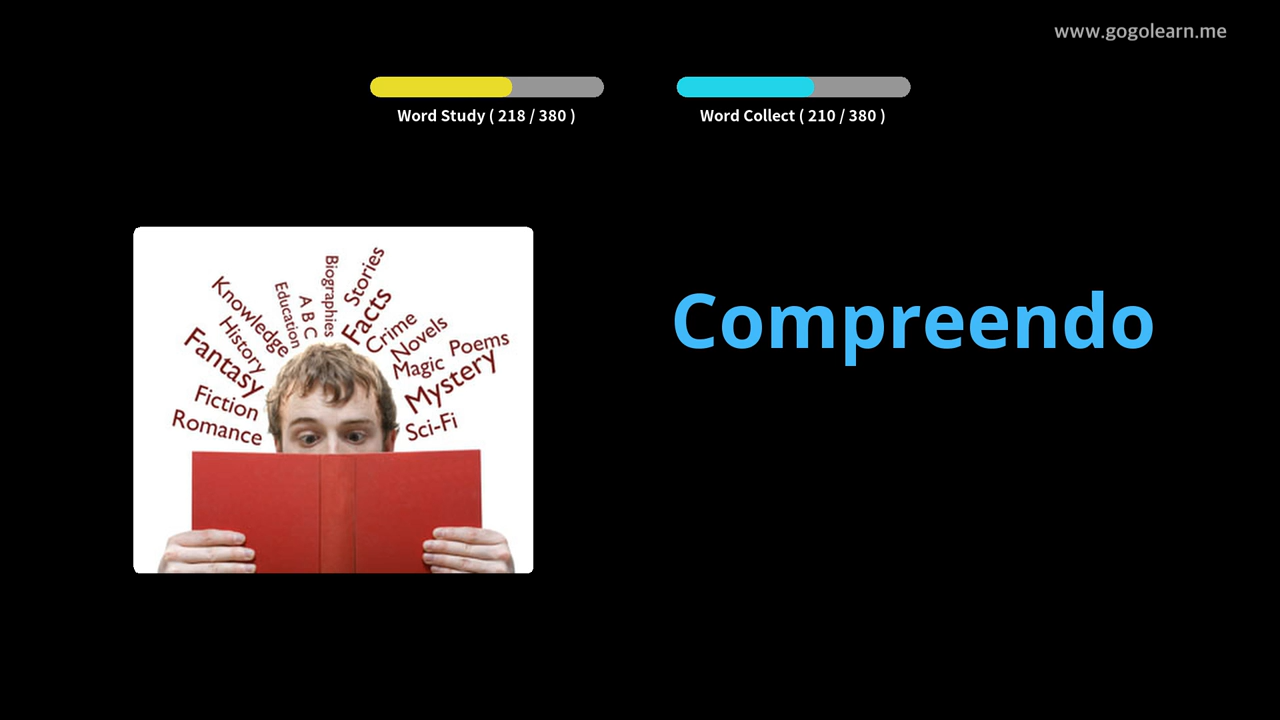 www.gogolearn.me
Word Study ( 218 / 380 )
Word Collect ( 210 / 380 )
Compreendo
Biographies
Stories
Education
A B C
Facts
Knowledge
Crime
History
Novels
Fantasy
Magic
Poems
Mystery
Fiction
Romance
Sci-Fi